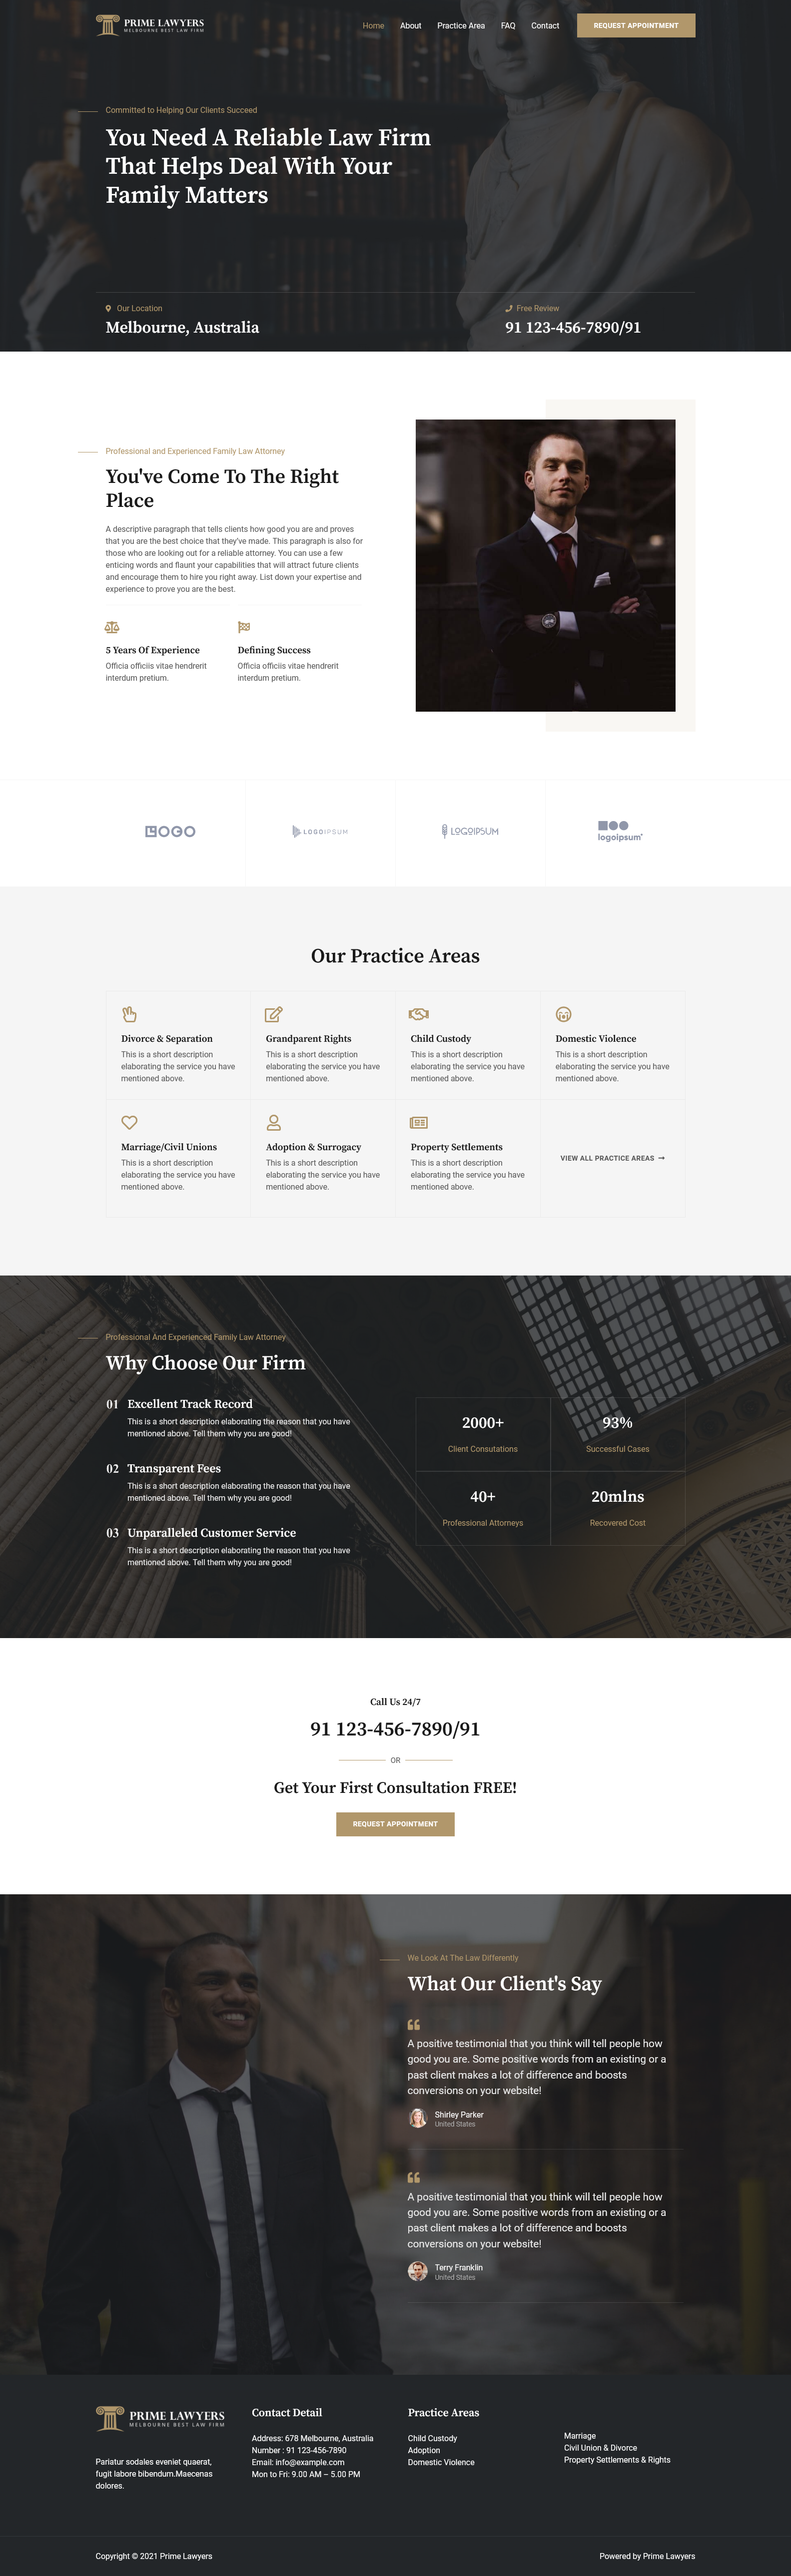 PRIME LAWYERS
MELBOURNE BEST LAW FIRM
Home About Practice Area FAQ Contact REQUEST APPOINTMENT
Committed to Helping Our Clients Succeed
You Need A Reliable Law Firm
That Helps Deal With Your
Family Matters
Our Location
Melbourne, Australia
Free Review
91 123-456-7890/91
Professional and Experienced Family Law Attorney
You've Come To The Right
Place
A descriptive paragraph that tells clients how good you are and proves
that you are the best choice that they've made. This paragraph is also for
those who are looking out for a reliable attorney. You can use a few
enticing words and flaunt your capabilities that will attract future clients
and encourage them to hire you right away. List down your expertise and
experience to prove you are the best.
5 Years Of Experience
Officia officiis vitae hendrerit
interdum pretium.
Defining Success
Officia officiis vitae hendrerit
interdum pretium.
LOGO
LOGOIPSUM
LOGOIPSUM
logoipsum
Our Practice Areas
Divorce & Separation
This is a short description
elaborating the service you have
mentioned above.
Grandparent Rights
This is a short description
elaborating the service you have
mentioned above.
Child Custody
This is a short description
elaborating the service you have
mentioned above.
Domestic Violence
This is a short description
elaborating the service you have
mentioned above.
Marriage/Civil Unions
This is a short description
elaborating the service you have
mentioned above.
Adoption & Surrogacy
This is a short description
elaborating the service you have
mentioned above.
Property Settlements
This is a short description
elaborating the service you have
mentioned above.
VIEW ALL PRACTICE AREAS
Professional And Experienced Family Law Attorney
Why Choose Our Firm
01 Excellent Track Record
This is a short description elaborating the reason that you have
mentioned above. Tell them why you are good!
02 Transparent Fees
This is a short description elaborating the reason that you have
mentioned above. Tell them why you are good!
03 Unparalleled Customer Service
This is a short description elaborating the reason that you have
mentioned above. Tell them why you are good!
2000+
Client Consutations
93%
Successful Cases
40+
Professional Attorneys
20mlns
Recovered Cost
Call Us 24/7
91 123-456-7890/91
OR
Get Your First Consultation FREE!
REQUEST APPOINTMENT
We Look At The Law Differently
What Our Client's Say
A positive testimonial that you think will tell people how
good you are. Some positive words from an existing or a
past client makes a lot of difference and boosts
conversions on your website!
Shirley Parker
United States
A positive testimonial that you think will tell people how
good you are. Some positive words from an existing or a
past client makes a lot of difference and boosts
conversions on your website!
Terry Franklin
United States
PRIME LAWYERS
MELBOURNE BEST LAW FIRM
Pariatur sodales eveniet quaerat,
fugit labore bibendum.Maecenas
dolores.
Contact Detail
Address: 678 Melbourne, Australia
Number : 91 123-456-7890
Email: info@example.com
Mon to Fri: 9.00 AM – 5.00 PM
Practice Areas
Child Custody
Adoption
Domestic Violence
Marriage
Civil Union & Divorce
Property Settlements & Rights
Copyright © 2021 Prime Lawyers
Powered by Prime Lawyers